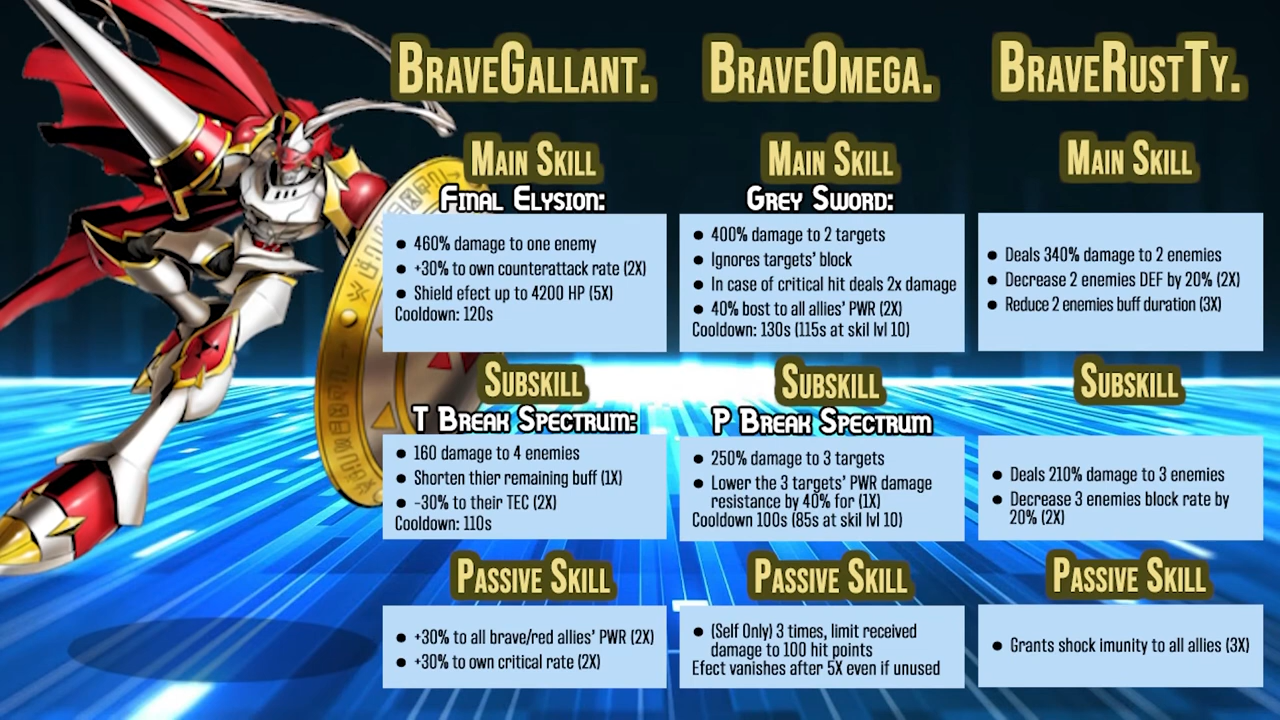 BraveGallant.
Main Skill
Final Elysion:
● 460% damage to one enemy
● +30% to own counterattack rate (2X)
● Shield efect up to 4200 HP (5X)
Cooldown: 120s
Subskill
T Break Spectrum:
● 160 damage to 4 enemies
● Shorten thier remaining buff (1X)
● -30% to their TEC (2X)
Cooldown: 110s
Passive Skill
● +30% to all brave/red allies' PWR (2X)
● +30% to own critical rate (2X)
BraveOmega.
Main Skill
Grey Sword:
● 400% damage to 2 targets
● Ignores targets' block
● In case of critical hit deals 2x damage
● 40% bost to all allies' PWR (2X)
Cooldown: 130s (115s at skil lvl 10)
Subskill
P Break Spectrum
● 250% damage to 3 targets
● Lower the 3 targets' PWR damage
resistance by 40% for (1X)
Cooldown 100s (85s at skil lvl 10)
Passive Skill
● (Self Only) 3 times, limit received
damage to 100 hit points
Efect vanishes after 5X even if unused
BraveRustTy.
Main Skill
● Deals 340% damage to 2 enemies
● Decrease 2 enemies DEF by 20% (2X)
● Reduce 2 enemies buff duration (3X)
Subskill
● Deals 210% damage to 3 enemies
● Decrease 3 enemies block rate by
20% (2X)
Passive Skill
● Grants shock imunity to all allies (3X)